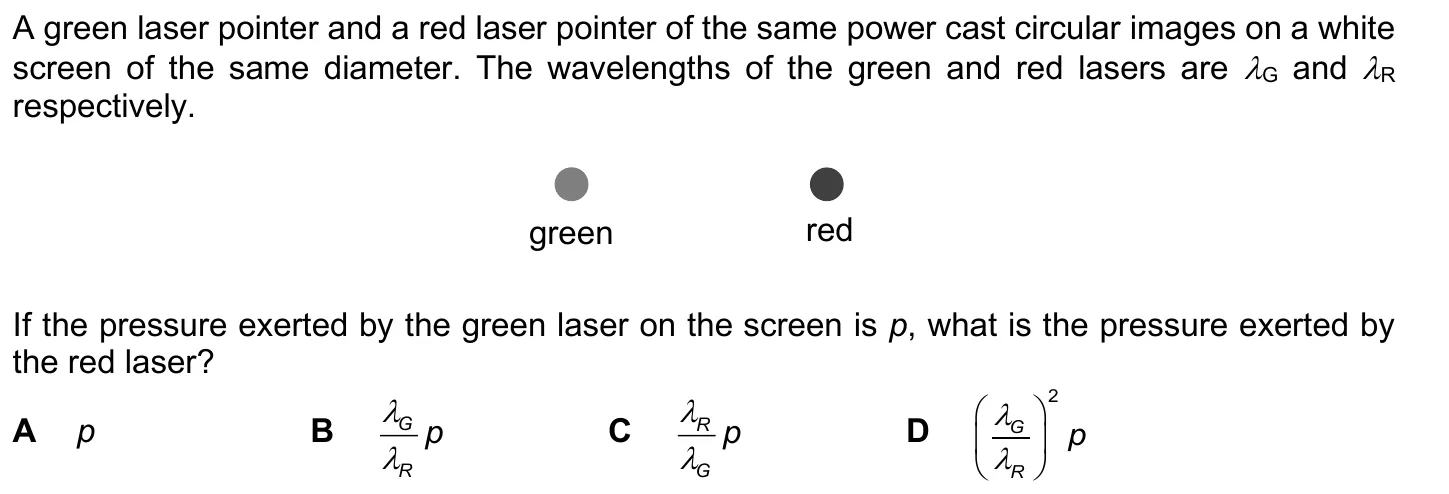 A green laser pointer and a red laser pointer of the same power cast circular images on a white
screen of the same diameter. The wavelengths of the green and red lasers are λG and λR
respectively.
green red
If the pressure exerted by the green laser on the screen is p, what is the pressure exerted by
the red laser?
A p B λG/λR p C λR/λG p D (λG/λR)² p